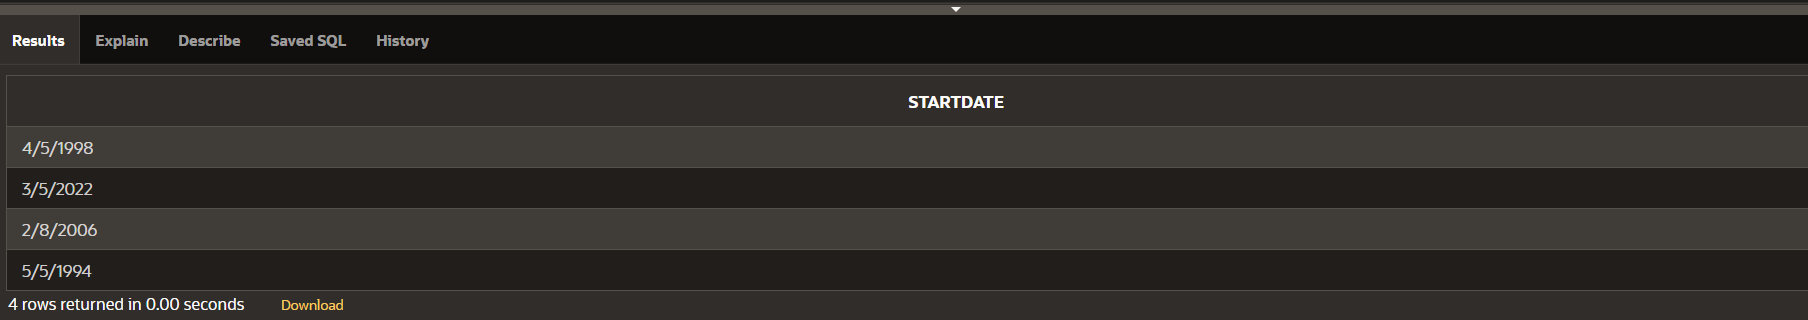 Results Explain Describe Saved SQL History
STARTDATE
4/5/1998
3/5/2022
2/8/2006
5/5/1994
4 rows returned in 0.00 seconds Download